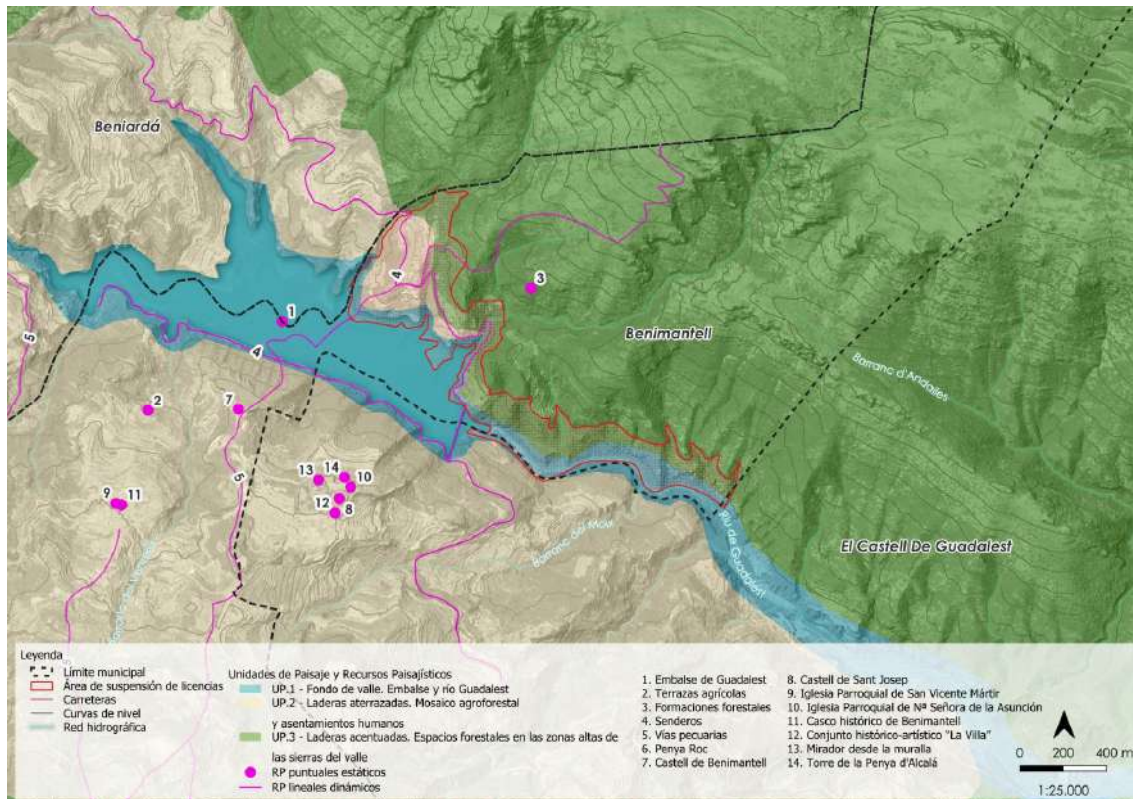 Beniardá
4
3
1
Benimantell
5
4
Barranc d'Andailes
2
7
14
13
10
5
12
8
9
11
Barranc del Molí
Riu de Guadalest
El Castell De Guadalest
Leyenda
Límite municipal
Área de suspensión de licencias
Carreteras
Curvas de nivel
Red hidrográfica
Unidades de Paisaje y Recursos Paisajísticos
UP.1 - Fondo de valle. Embalse y río Guadalest
UP.2 - Laderas aterrazadas. Mosaico agroforestal
y asentamientos humanos
UP.3 - Laderas acentuadas. Espacios forestales en las zonas altas de
las sierras del valle
RP puntuales estáticos
RP lineales dinámicos
1. Embalse de Guadalest
2. Terrazas agrícolas
3. Formaciones forestales
4. Senderos
5. Vías pecuarias
6. Penya Roc
7. Castell de Benimantell
8. Castell de Sant Josep
9. Iglesia Parroquial de San Vicente Mártir
10. Iglesia Parroquial de Nª Señora de la Asunción
11. Casco histórico de Benimantell
12. Conjunto histórico-artístico "La Villa"
13. Mirador desde la muralla
14. Torre de la Penya d'Alcalá
0 200 400 m
1:25.000